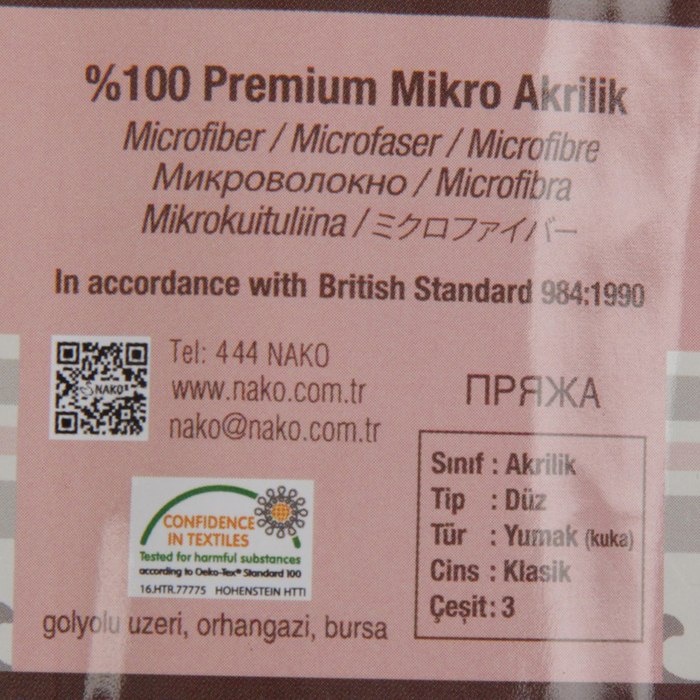 %100 Premium Mikro Akrilik
Microfiber / Microfaser / Microfibre
Микроволокно / Microfibra
Mikrokuituliina / ミクロファイバー
In accordance with British Standard 984:1990
NAKO
Tel: 444 NAKO
www.nako.com.tr
nako@nako.com.tr
ПРЯЖА
Sınıf : Akrilik
Tip : Düz
Tür : Yumak (kuka)
Cins : Klasik
Çeşit : 3
CONFIDENCE
IN TEXTILES
Tested for harmful substances
according to Oeko-Tex® Standard 100
16.HTR.77775 HOHENSTEIN HTTI
golyolu uzeri, orhangazi, bursa